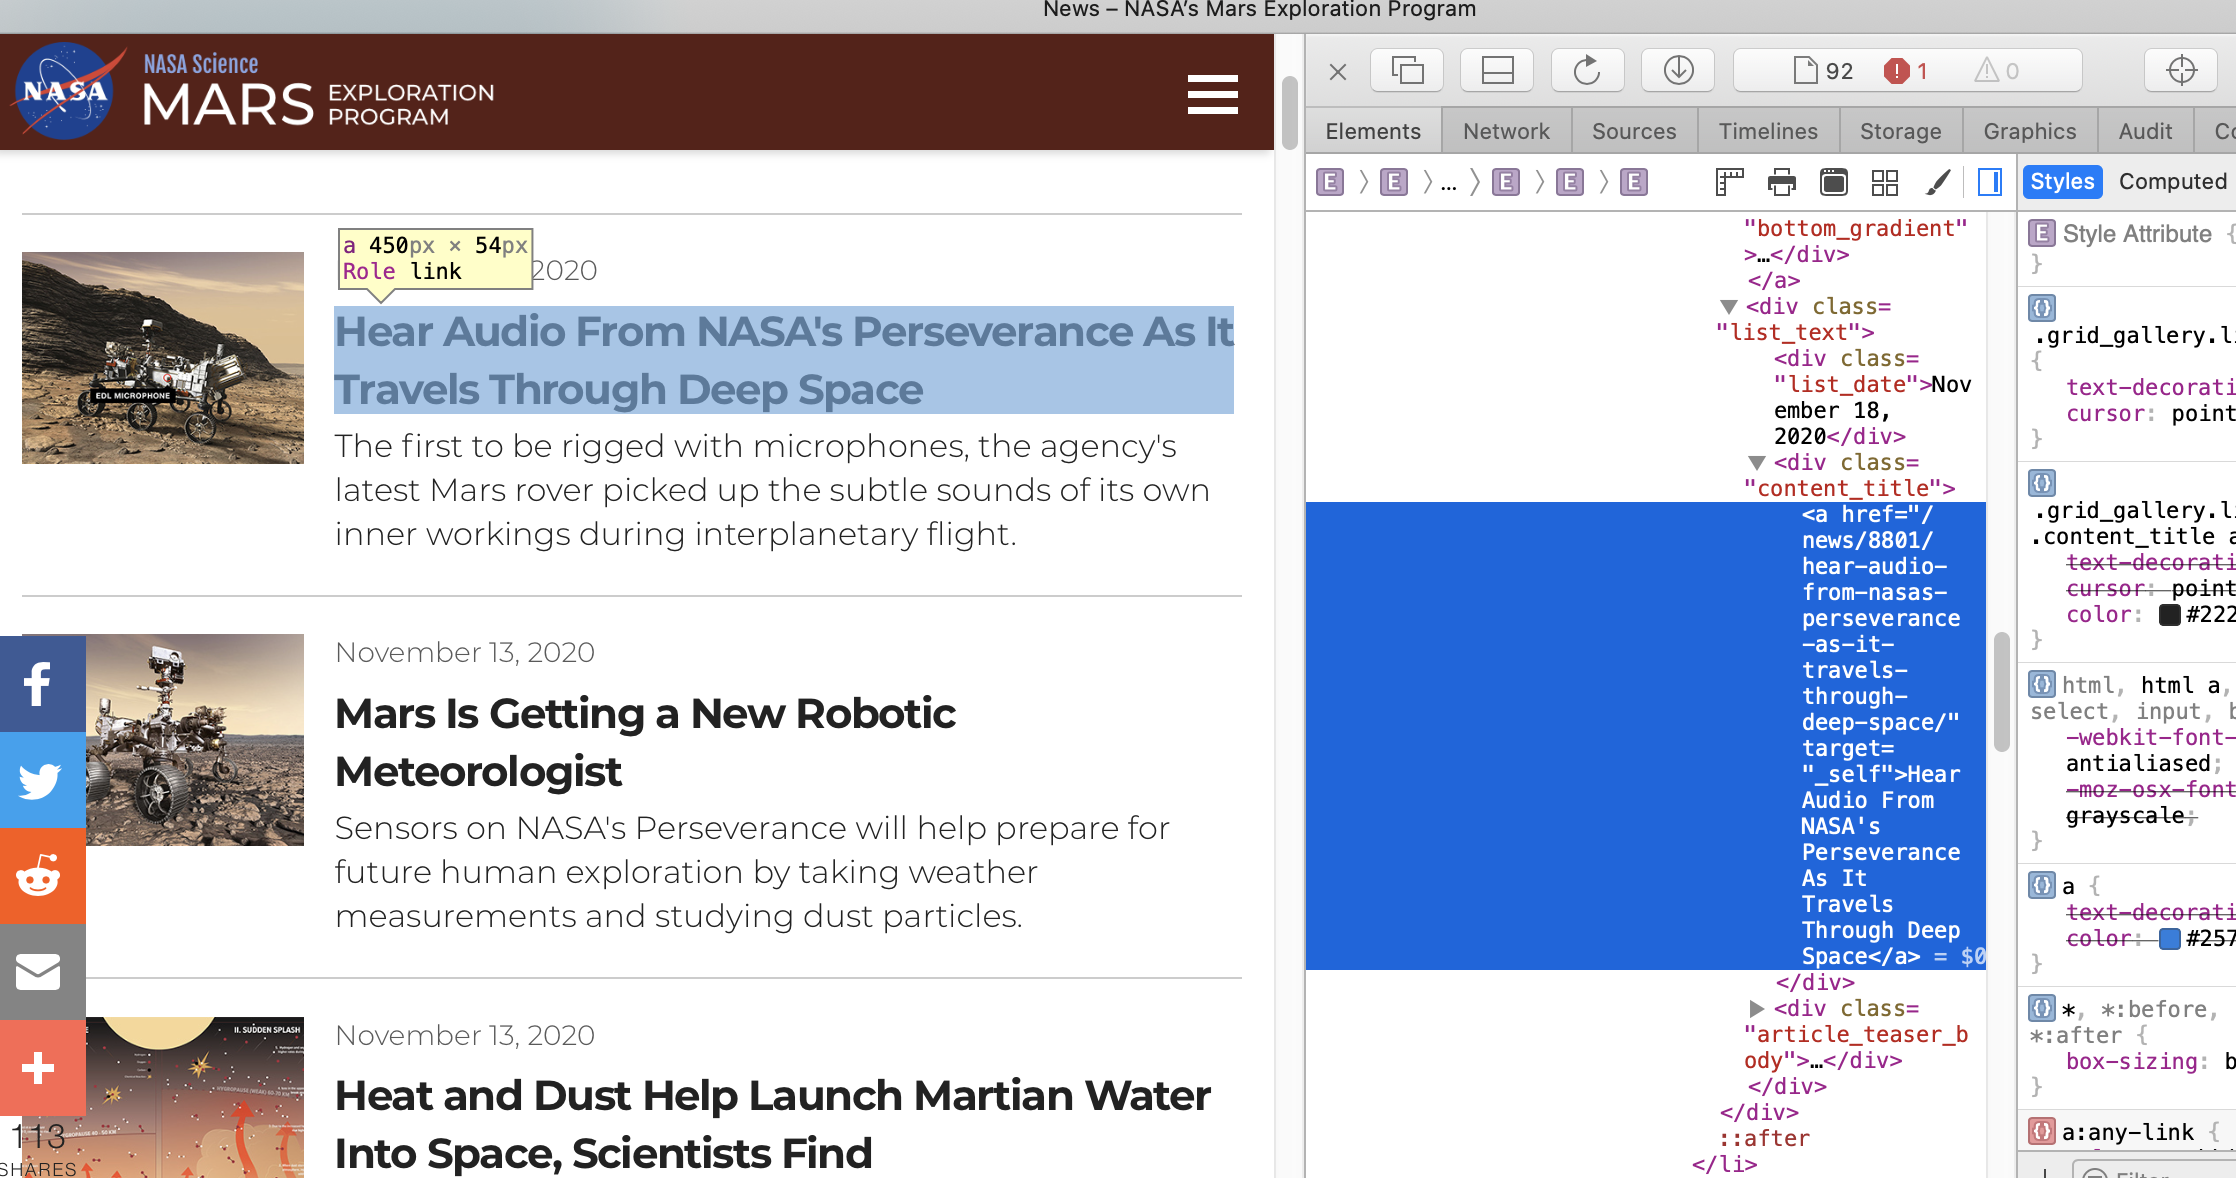 News – NASA's Mars Exploration Program
NASA
NASA Science
MARS EXPLORATION PROGRAM
a 450px × 54px
Role link
2020
Hear Audio From NASA's Perseverance As It
Travels Through Deep Space
The first to be rigged with microphones, the agency's
latest Mars rover picked up the subtle sounds of its own
inner workings during interplanetary flight.
EDL MICROPHONE
November 13, 2020
Mars Is Getting a New Robotic
Meteorologist
Sensors on NASA's Perseverance will help prepare for
future human exploration by taking weather
measurements and studying dust particles.
November 13, 2020
Heat and Dust Help Launch Martian Water
Into Space, Scientists Find
II. SUDDEN SPLASH
113
SHARES
92 1 0
Elements Network Sources Timelines Storage Graphics Audit
E E ... E E E
"bottom_gradient"
>…</div>
</a>
<div class=
"list_text">
<div class=
"list_date">Nov
ember 18,
2020</div>
<div class=
"content_title">
<a href="/
news/8801/
hear-audio-
from-nasas-
perseverance
-as-it-
travels-
through-
deep-space/"
target=
"_self">Hear
Audio From
NASA's
Perseverance
As It
Travels
Through Deep
Space</a> = $0
</div>
<div class=
"article_teaser_b
ody">…</div>
</div>
</div>
::after
</li>
Styles Computed
E Style Attribute {
}
{}
.grid_gallery.li
{
text-decorati
cursor: point
}
{}
.grid_gallery.li
.content_title a
text-decorati
cursor: point
color: #222
}
{} html, html a,
select, input, b
-webkit-font-
antialiased;
-moz-osx-font
grayscale;
}
{} a {
text-decorati
color: #257
}
{} *, *:before,
*:after {
box-sizing: b
}
{} a:any-link {